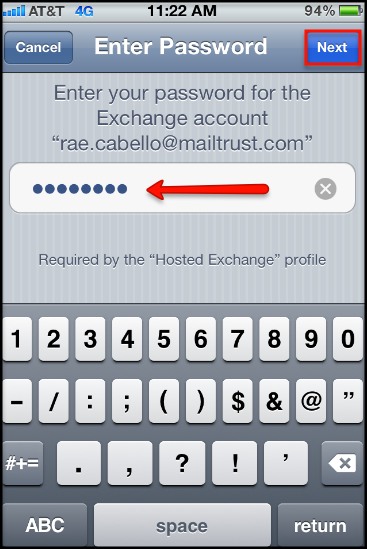 AT&T 4G 11:22 AM 94%
Cancel Enter Password Next
Enter your password for the
Exchange account
“rae.cabello@mailtrust.com”
●●●●●●●●
Required by the “Hosted Exchange” profile
1 2 3 4 5 6 7 8 9 0
- / : ; ( ) $ & @ ”
#+= . , ? ! ’
ABC space return